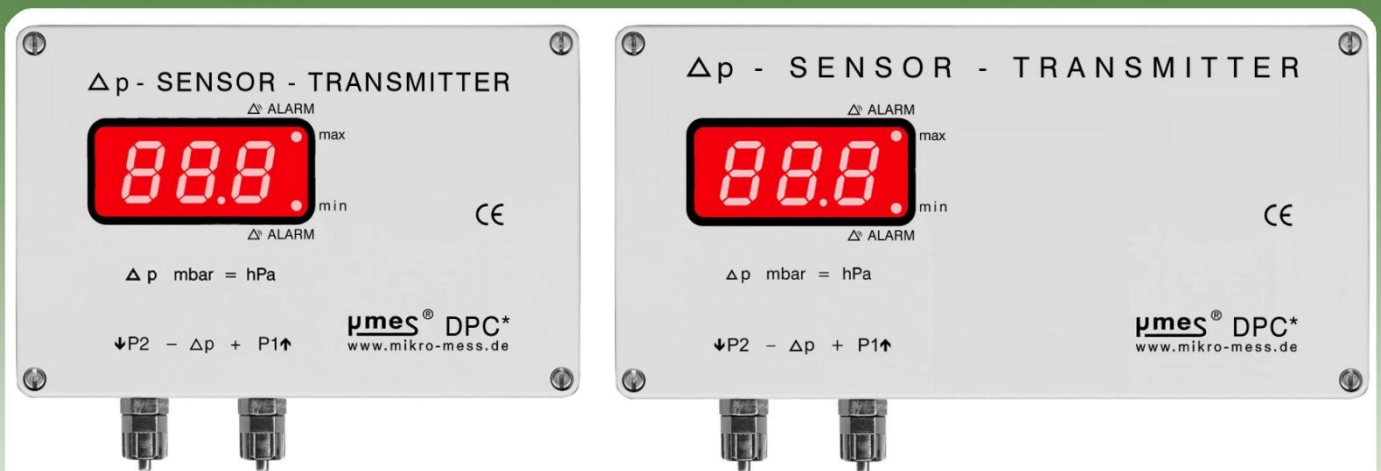 Δp - SENSOR - TRANSMITTER
ALARM
max
88.8
min
ALARM
CE
Δ p mbar = hPa
µmes® DPC*
www.mikro-mess.de
↓P2 – Δp + P1↑
Δp - SENSOR - TRANSMITTER
ALARM
max
88.8
min
ALARM
CE
Δp mbar = hPa
µmes® DPC*
www.mikro-mess.de
↓P2 – Δp + P1↑